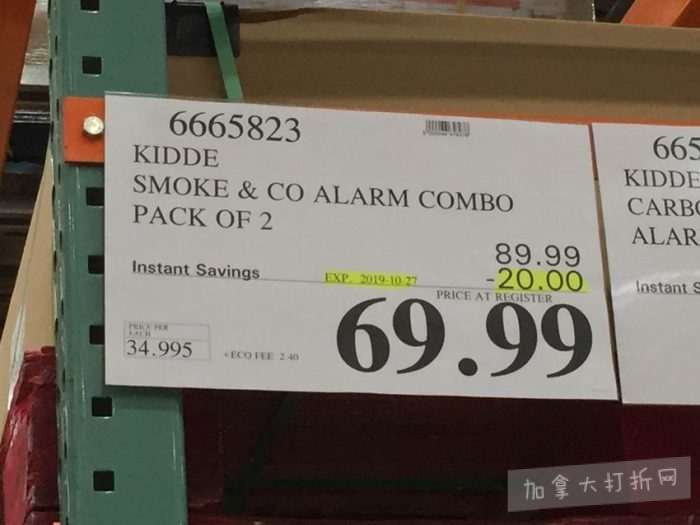 6665823
KIDDE
SMOKE & CO ALARM COMBO
PACK OF 2
89.99
Instant Savings EXP. 2019-10-27 -20.00
PRICE AT REGISTER
69.99
PRICE PER
EACH
34.995
+ECO FEE 2.40
665
KIDDE
CARBO
ALAR
Instant S
加拿大打折网